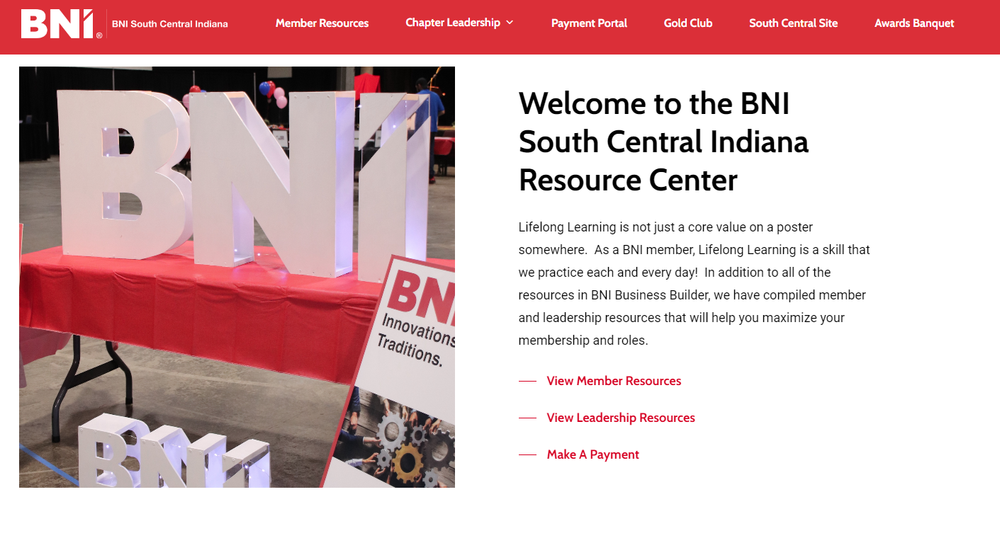 BNI® BNI South Central Indiana Member Resources Chapter Leadership Payment Portal Gold Club South Central Site Awards Banquet
BNI
BNI
Innovations
Traditions.
BNI
Welcome to the BNI
South Central Indiana
Resource Center
Lifelong Learning is not just a core value on a poster
somewhere.  As a BNI member, Lifelong Learning is a skill that
we practice each and every day!  In addition to all of the
resources in BNI Business Builder, we have compiled member
and leadership resources that will help you maximize your
membership and roles.
View Member Resources
View Leadership Resources
Make A Payment